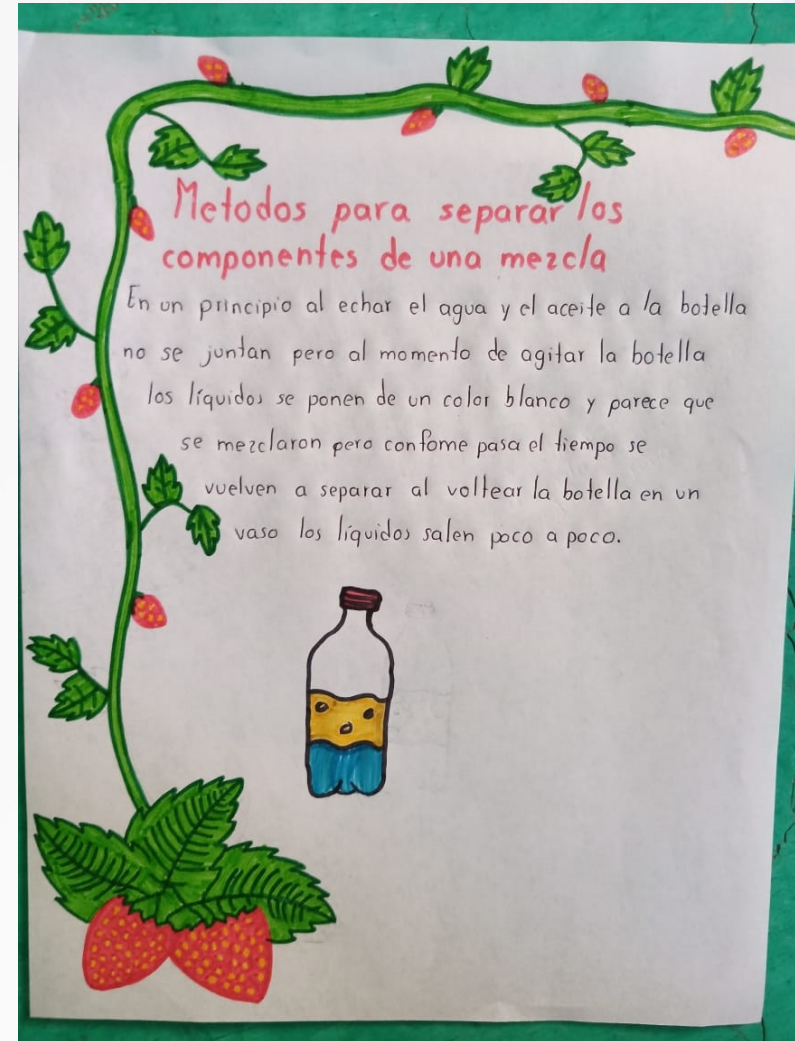 Metodos para separar los
componentes de una mezcla
En un principio al echar el agua y el aceite a la botella
no se juntan pero al momento de agitar la botella
los líquidos se ponen de un color blanco y parece que
se mezclaron pero confome pasa el tiempo se
vuelven a separar al voltear la botella en un
vaso los líquidos salen poco a poco.